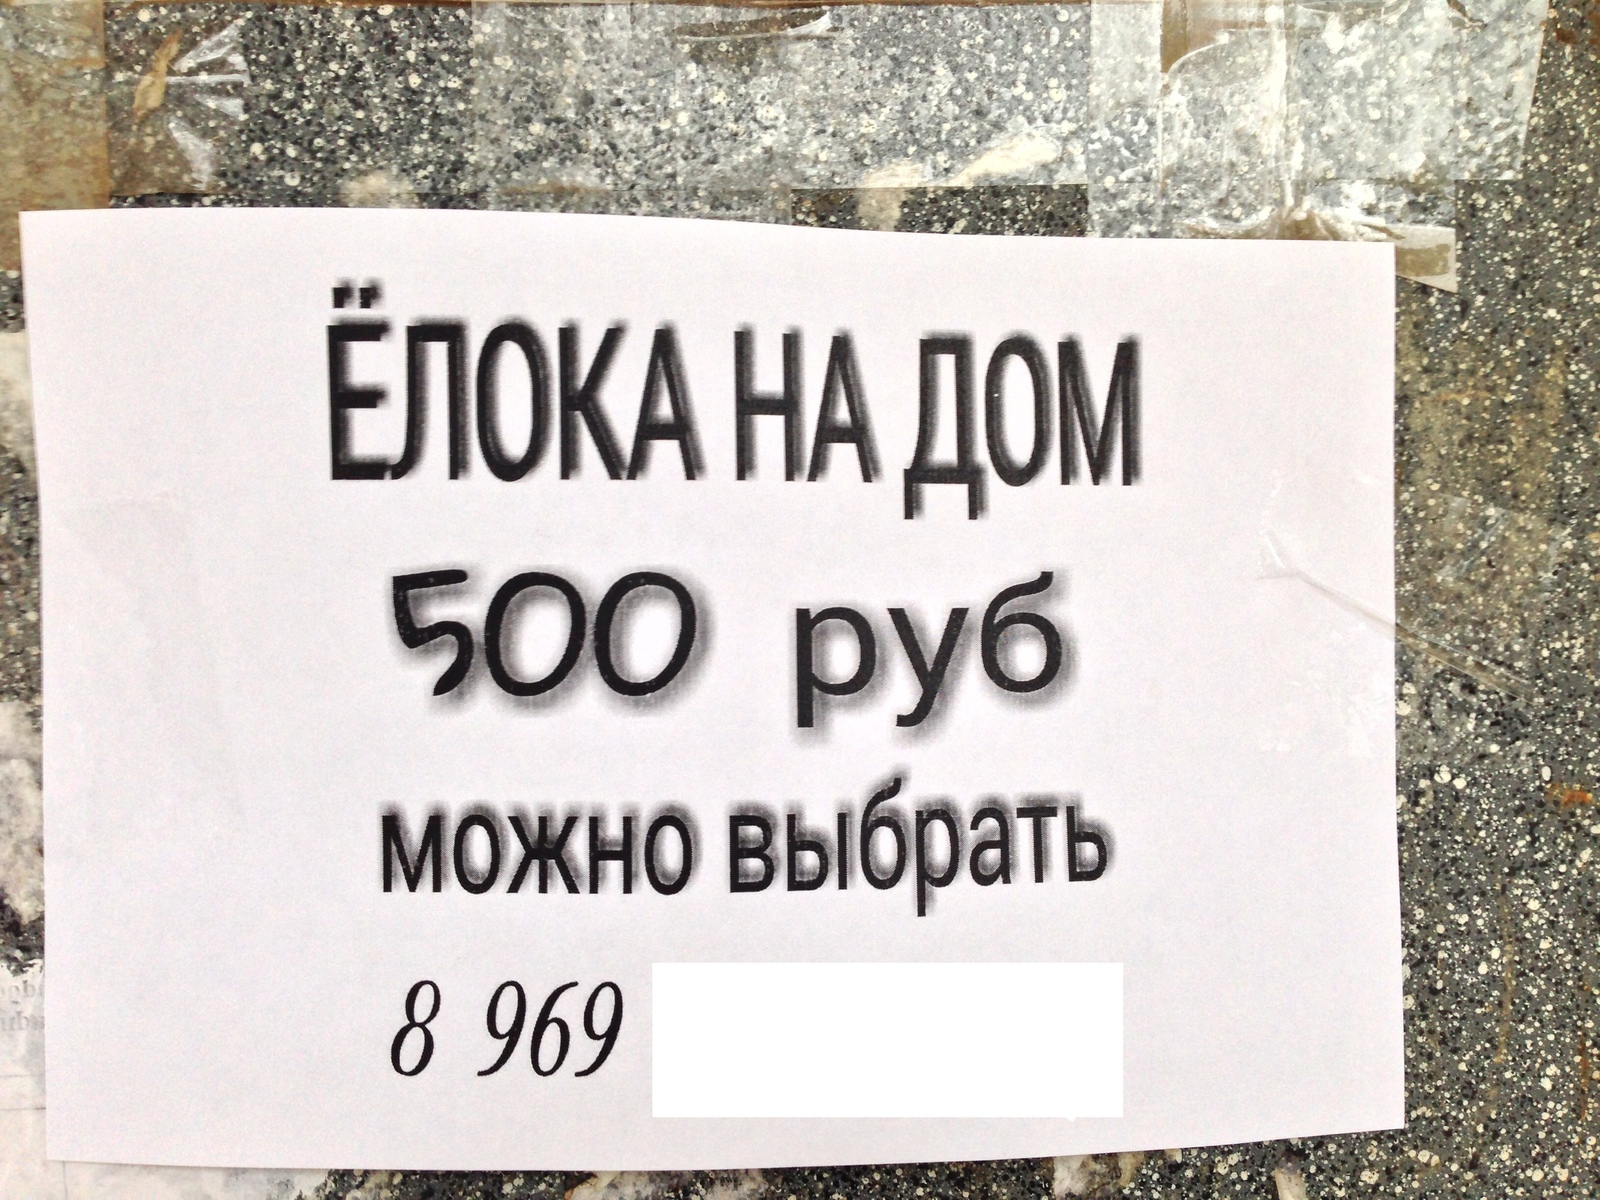 ЁЛОКА НА ДОМ
500 руб
можно выбрать
8 969